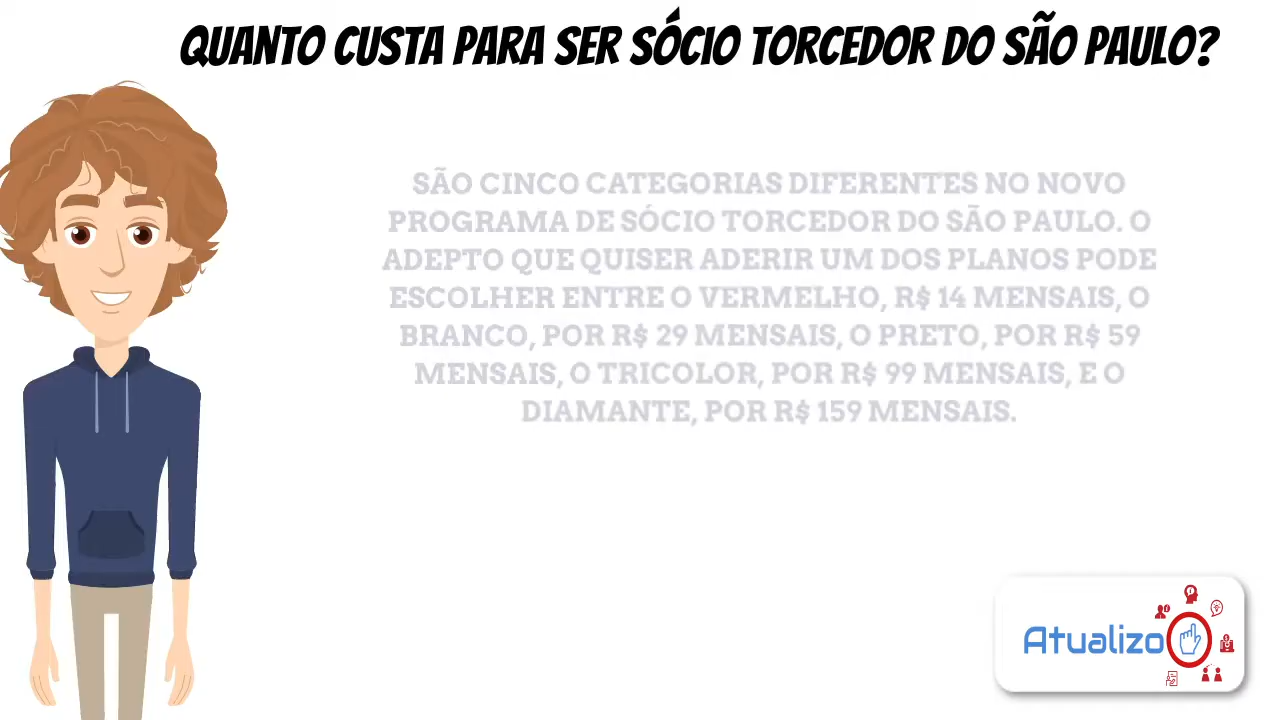 QUANTO CUSTA PARA SER SÓCIO TORCEDOR DO SÃO PAULO?
SÃO CINCO CATEGORIAS DIFERENTES NO NOVO
PROGRAMA DE SÓCIO TORCEDOR DO SÃO PAULO. O
ADEPTO QUE QUISER ADERIR UM DOS PLANOS PODE
ESCOLHER ENTRE O VERMELHO, R$ 14 MENSAIS, O
BRANCO, POR R$ 29 MENSAIS, O PRETO, POR R$ 59
MENSAIS, O TRICOLOR, POR R$ 99 MENSAIS, E O
DIAMANTE, POR R$ 159 MENSAIS.
Atualizo